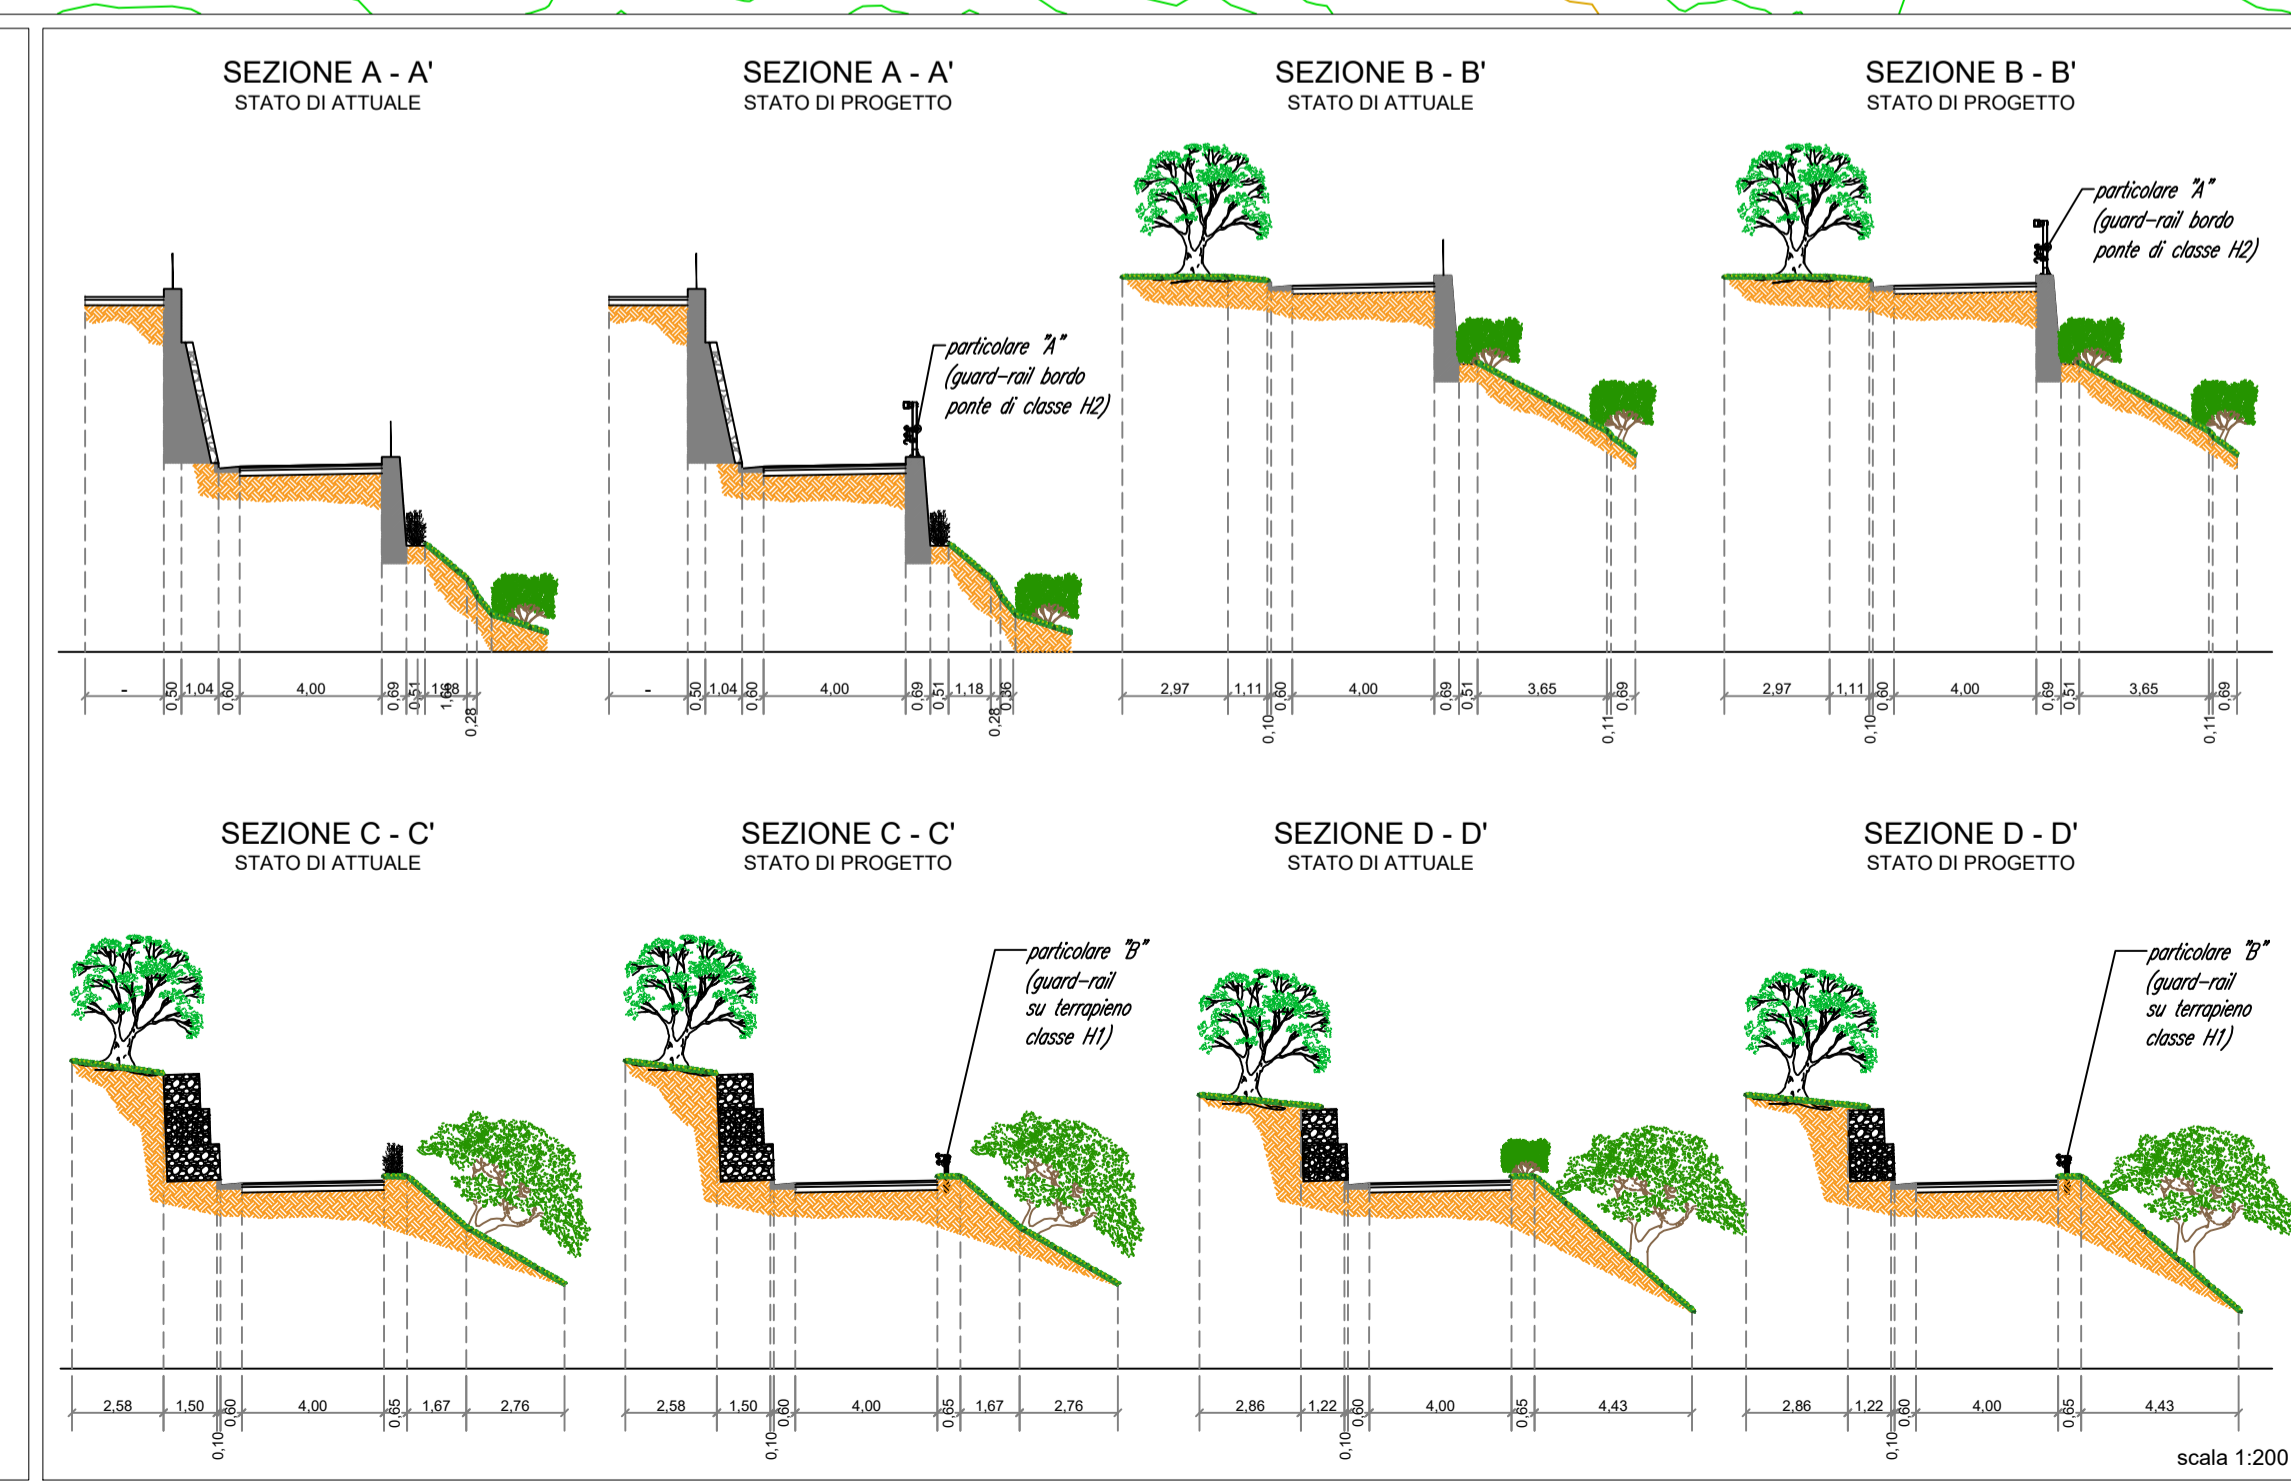 SEZIONE A - A'
STATO DI ATTUALE
SEZIONE A - A'
STATO DI PROGETTO
SEZIONE B - B'
STATO DI ATTUALE
SEZIONE B - B'
STATO DI PROGETTO
particolare "A"
(guard-rail bordo
ponte di classe H2)
particolare "A"
(guard-rail bordo
ponte di classe H2)
- 0,50 1,04 0,60 4,00 0,69 0,51 0,28
- 0,50 1,04 0,60 4,00 0,69 0,51 1,18 0,28 0,36
2,97 1,11 0,10 0,60 4,00 0,69 0,51 3,65 0,11 0,69
2,97 1,11 0,10 0,60 4,00 0,69 0,51 3,65 0,11 0,69
SEZIONE C - C'
STATO DI ATTUALE
SEZIONE C - C'
STATO DI PROGETTO
SEZIONE D - D'
STATO DI ATTUALE
SEZIONE D - D'
STATO DI PROGETTO
particolare "B"
(guard-rail
su terrapieno
classe H1)
particolare "B"
(guard-rail
su terrapieno
classe H1)
2,58 1,50 0,10 0,60 4,00 0,65 1,67 2,76
2,58 1,50 0,10 0,60 4,00 0,65 1,67 2,76
2,86 1,22 0,10 0,60 4,00 0,65 4,43
2,86 1,22 0,10 0,60 4,00 0,65 4,43
scala 1:200